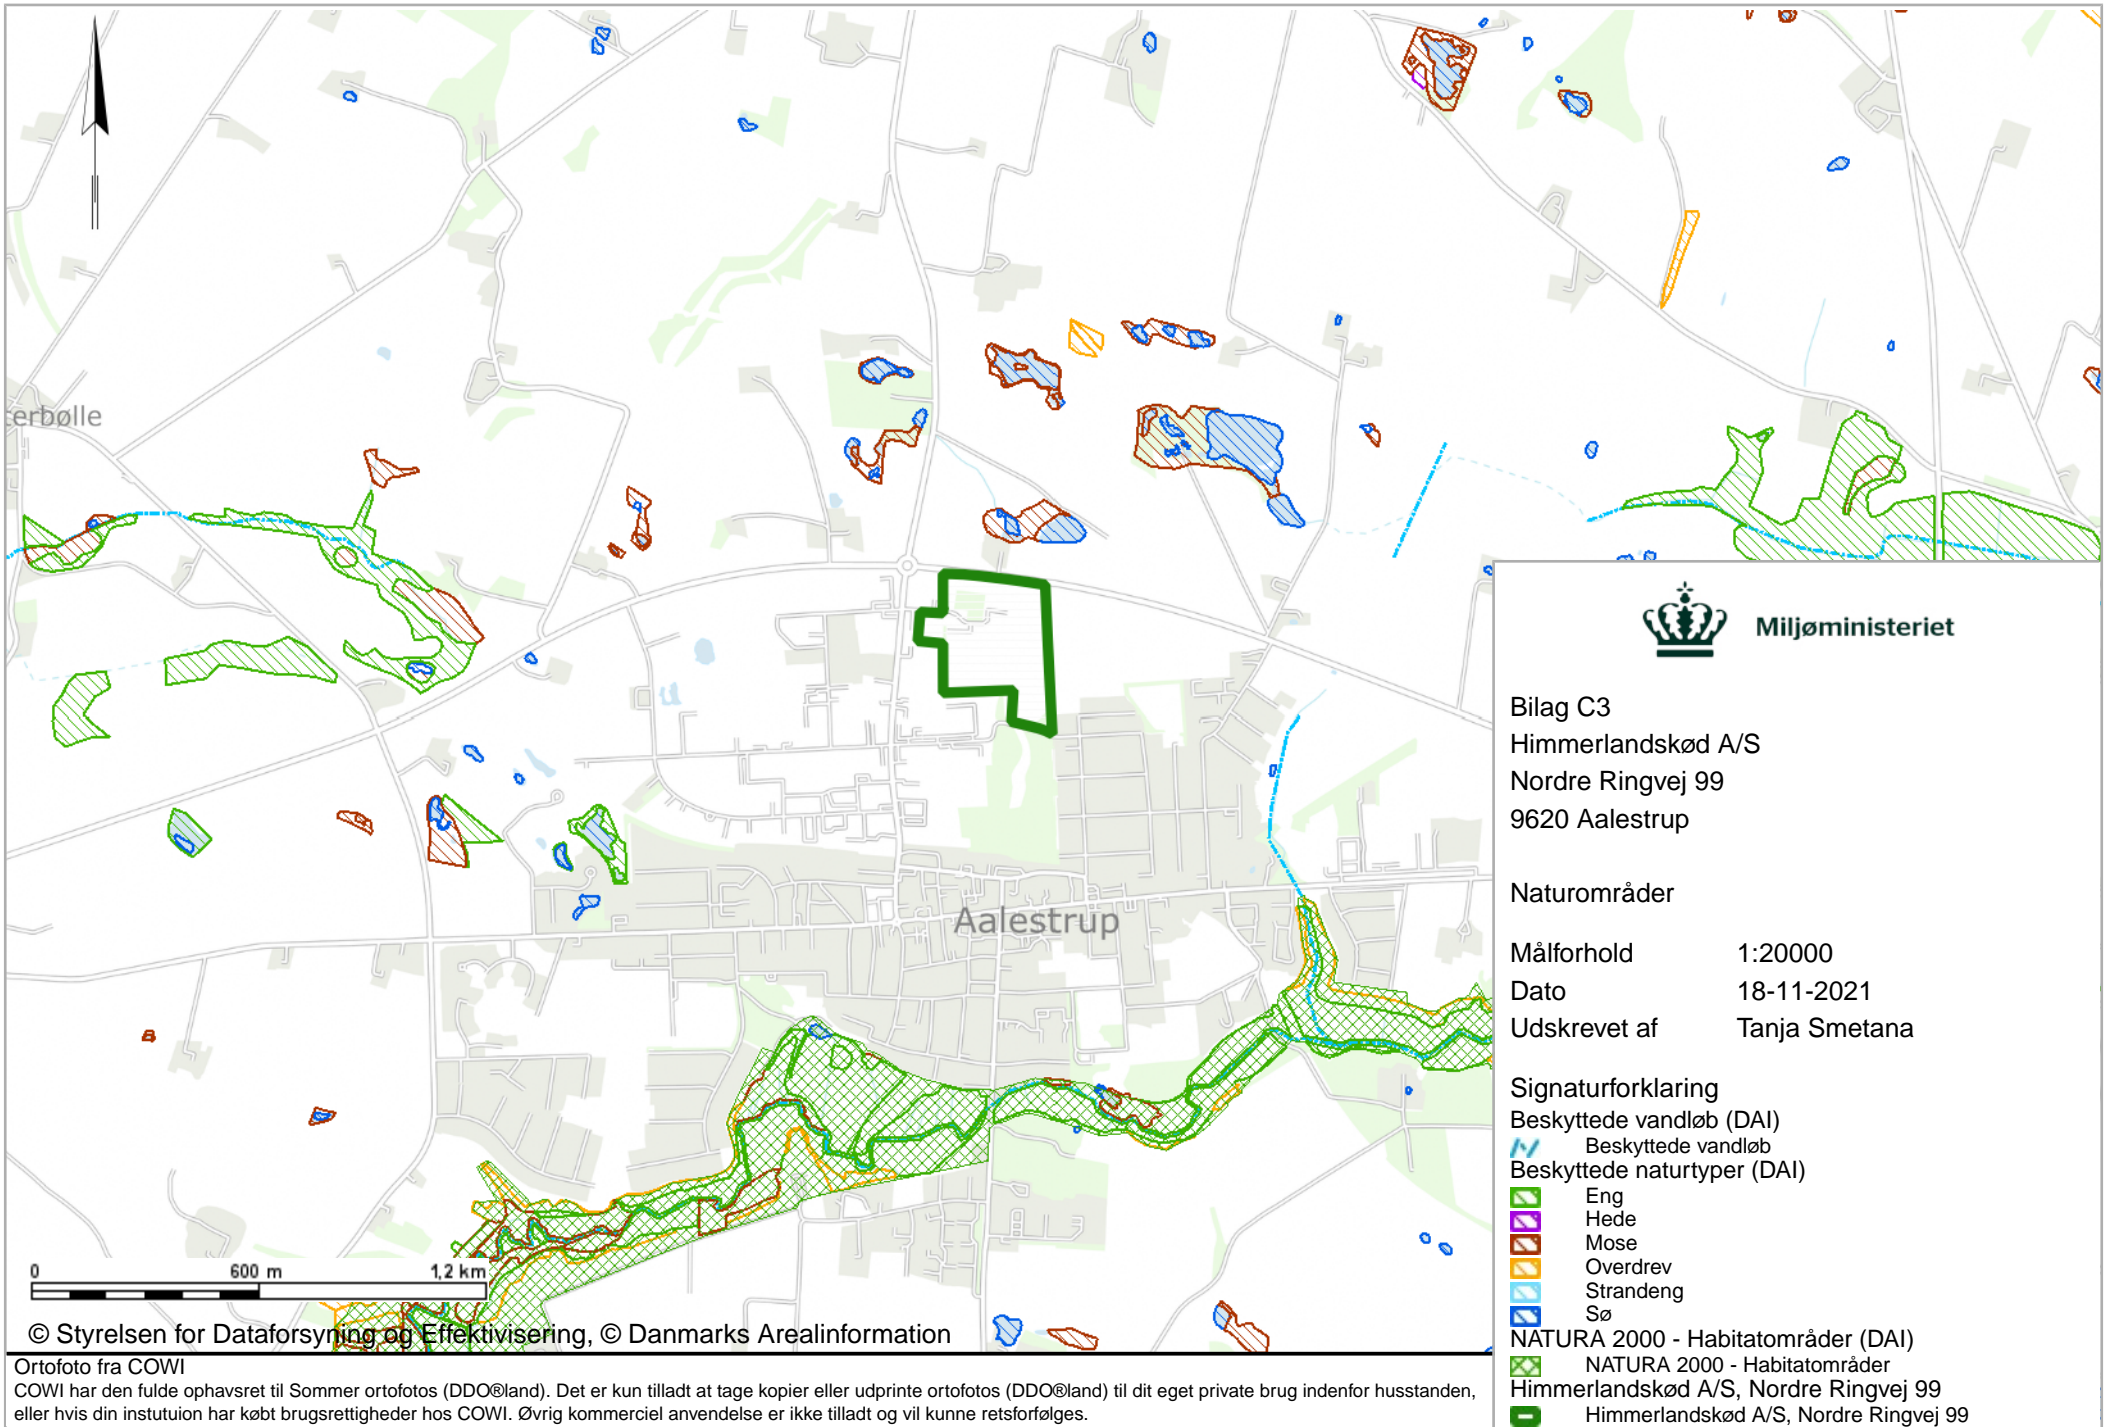 terbølle
Aalestrup
0 600 m 1,2 km
© Styrelsen for Dataforsyning og Effektivisering, © Danmarks Arealinformation
Ortofoto fra COWI
COWI har den fulde ophavsret til Sommer ortofotos (DDO®land). Det er kun tilladt at tage kopier eller udprinte ortofotos (DDO®land) til dit eget private brug indenfor husstanden,
eller hvis din instutuion har købt brugsrettigheder hos COWI. Øvrig kommerciel anvendelse er ikke tilladt og vil kunne retsforfølges.
Miljøministeriet
Bilag C3
Himmerlandskød A/S
Nordre Ringvej 99
9620 Aalestrup
Naturområder
Målforhold 1:20000
Dato 18-11-2021
Udskrevet af Tanja Smetana
Signaturforklaring
Beskyttede vandløb (DAI)
Beskyttede vandløb
Beskyttede naturtyper (DAI)
Eng
Hede
Mose
Overdrev
Strandeng
Sø
NATURA 2000 - Habitatområder (DAI)
NATURA 2000 - Habitatområder
Himmerlandskød A/S, Nordre Ringvej 99
Himmerlandskød A/S, Nordre Ringvej 99